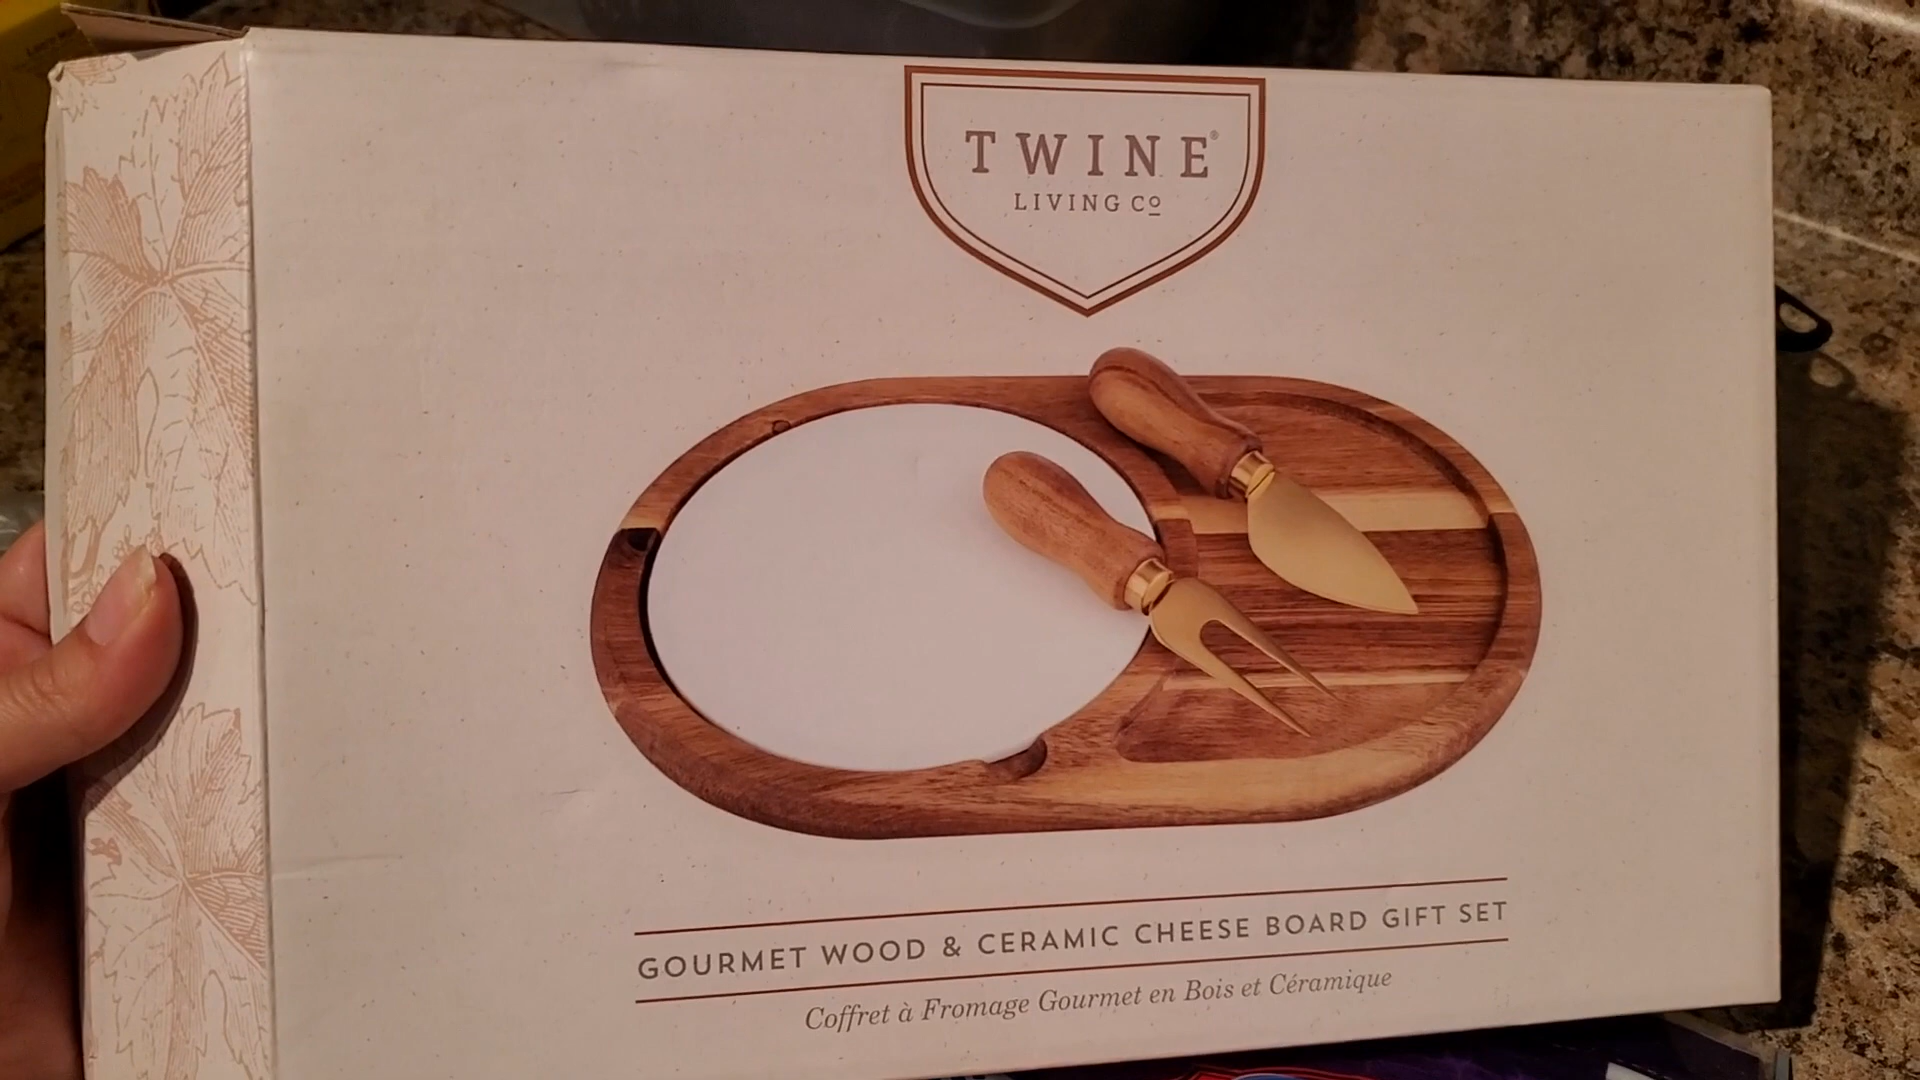 TWINE®
LIVING Cº
GOURMET WOOD & CERAMIC CHEESE BOARD GIFT SET
Coffret à Fromage Gourmet en Bois et Céramique